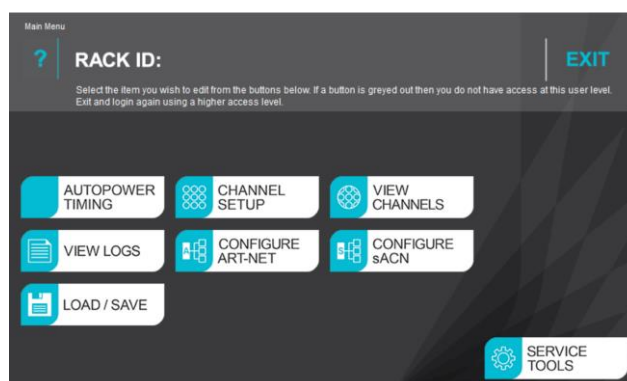 Main Menu
?
RACK ID:
EXIT
Select the item you wish to edit from the buttons below. If a button is greyed out then you do not have access at this user level.
Exit and login again using a higher access level.
AUTOPOWER
TIMING
CHANNEL
SETUP
VIEW
CHANNELS
VIEW LOGS
A
CONFIGURE
ART-NET
S
CONFIGURE
sACN
LOAD / SAVE
SERVICE
TOOLS